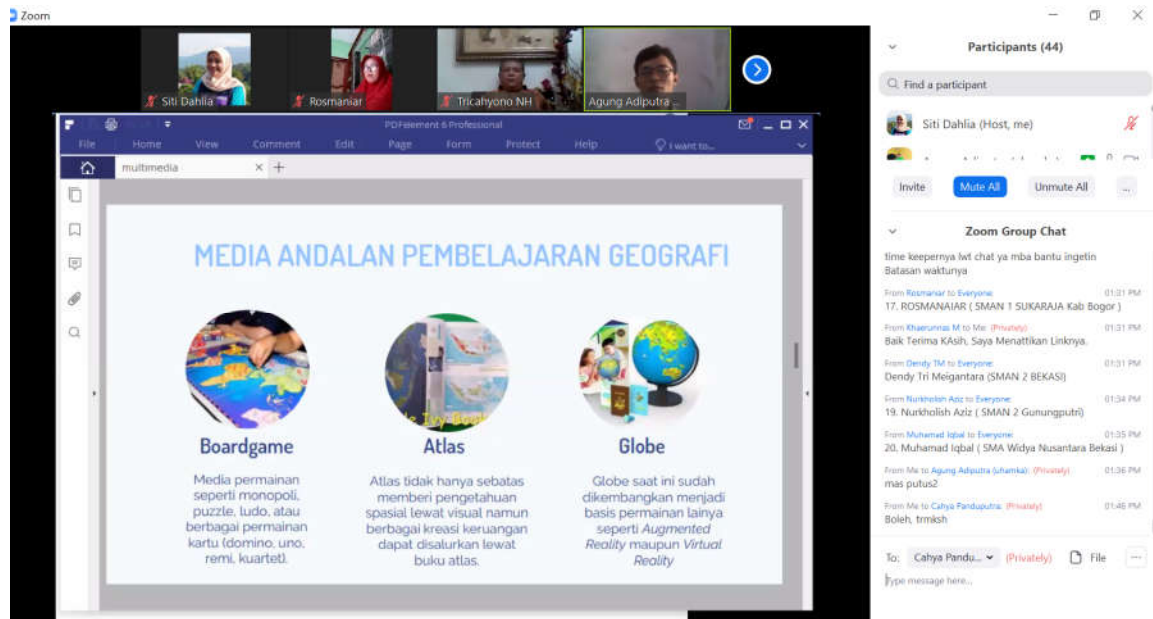 Zoom
Siti Dahlia
Rosmaniar
Tricahyono NH
Agung Adiputra
PDFelement 6 Professional
File Home View Comment Edit Page Form Protect Help I want to...
multimedia
MEDIA ANDALAN PEMBELAJARAN GEOGRAFI
Boardgame
Media permainan
seperti monopoli,
puzzle, ludo, atau
berbagai permainan
kartu (domino, uno,
remi, kuartet).
Atlas
Atlas tidak hanya sebatas
memberi pengetahuan
spasial lewat visual namun
berbagai kreasi keruangan
dapat disalurkan lewat
buku atlas.
Globe
Globe saat ini sudah
dikembangkan menjadi
basis permainan lainya
seperti Augmented
Reality maupun Virtual
Reality
Participants (44)
Find a participant
Siti Dahlia (Host, me)
Invite Mute All Unmute All ...
Zoom Group Chat
time keepernya lwt chat ya mba bantu ingetin
Batasan waktunya
From Rosmaniar to Everyone: 01:31 PM
17. ROSMANAIAR ( SMAN 1 SUKARAJA Kab Bogor )
From Khaerunnas M to Me: (Privately) 01:31 PM
Baik Terima KAsih, Saya Menattikan Linknya.
From Dendy TM to Everyone: 01:31 PM
Dendy Tri Meigantara (SMAN 2 BEKASI)
From Nurkholish Aziz to Everyone: 01:34 PM
19. Nurkholish Aziz ( SMAN 2 Gunungputri)
From Muhamad Iqbal to Everyone: 01:35 PM
20. Muhamad Iqbal ( SMA Widya Nusantara Bekasi )
From Me to Agung Adiputra (uhamka): (Privately) 01:36 PM
mas putus2
From Me to Cahya Panduputra: (Privately) 01:46 PM
Boleh, trmksh
To: Cahya Pandu... (Privately) File ...
Type message here...